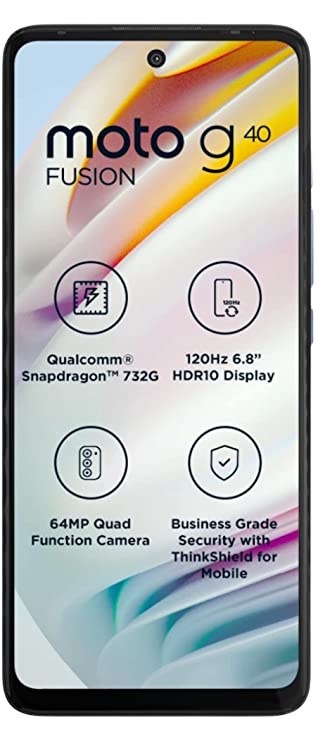 moto g 40
FUSION
120Hz
Qualcomm®
Snapdragon™ 732G
120Hz 6.8”
HDR10 Display
64MP Quad
Function Camera
Business Grade
Security with
ThinkShield for
Mobile